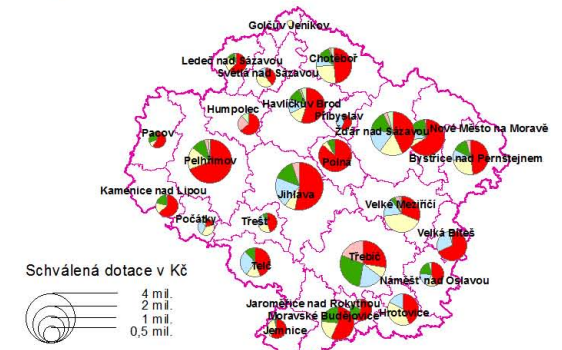 Golčův Jeníkov
Ledeč nad Sázavou
Chotěboř
Světlá nad Sázavou
Havlíčkův Brod
Humpolec
Přibyslav
Žďár nad Sázavou
Nové Město na Moravě
Pacov
Pelhřimov
Polná
Bystřice nad Pernštejnem
Jihlava
Kamenice nad Lipou
Velké Meziříčí
Počátky
Třešť
Velká Bíteš
Třebíč
Telč
Náměšť nad Oslavou
Schválená dotace v Kč
4 mil.
2 mil.
1 mil.
0,5 mil.
Jaroměřice nad Rokytnou
Moravské Budějovice
Hrotovice
Jemnice